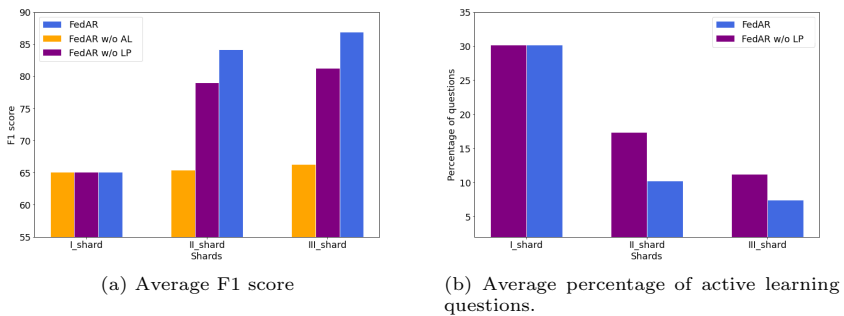 90
85
80
75
70
65
60
55
F1 score
FedAR
FedAR w/o AL
FedAR w/o LP
I_shard II_shard III_shard
Shards
(a) Average F1 score
35
30
25
20
15
10
5
Percentage of questions
FedAR
FedAR w/o LP
I_shard II_shard III_shard
Shards
(b) Average percentage of active learning
questions.